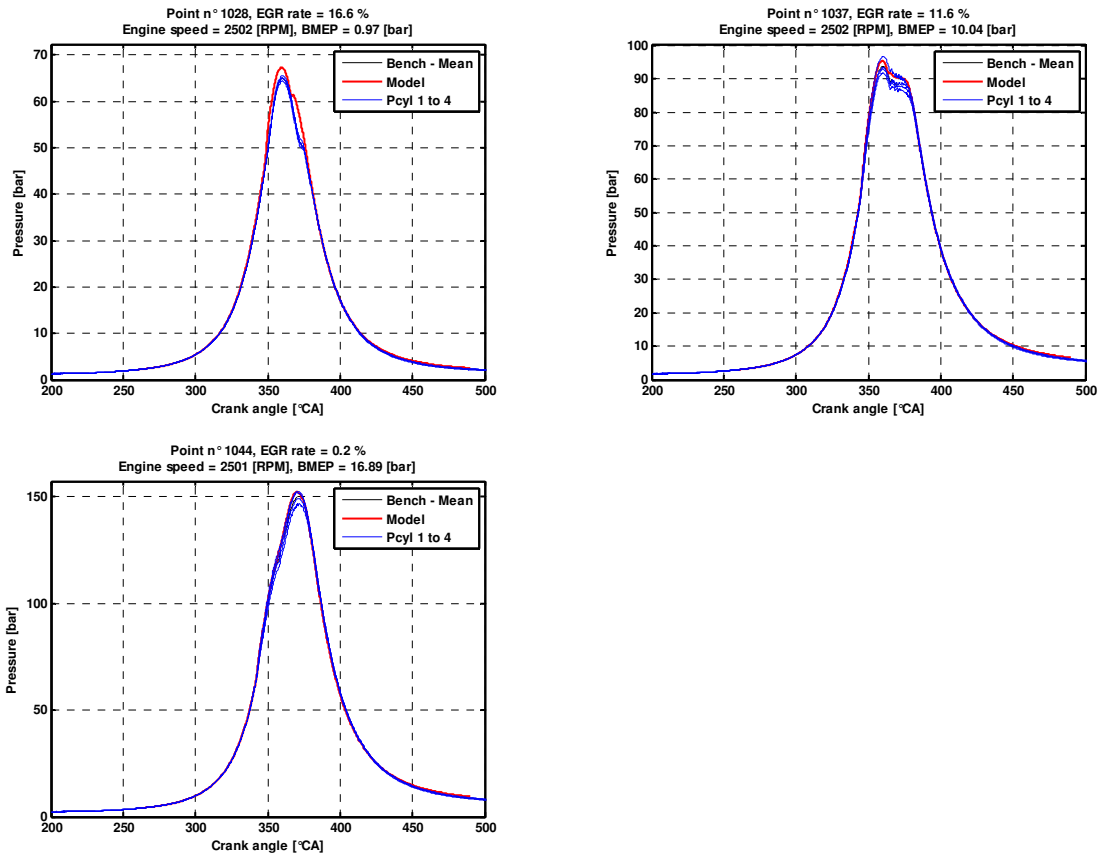 Point n° 1028, EGR rate = 16.6 %
Engine speed = 2502 [RPM], BMEP = 0.97 [bar]
70
60
50
40
30
20
10
0
Pressure [bar]
Bench - Mean
Model
Pcyl 1 to 4
200 250 300 350 400 450 500
Crank angle [°CA]
Point n° 1037, EGR rate = 11.6 %
Engine speed = 2502 [RPM], BMEP = 10.04 [bar]
100
90
80
70
60
50
40
30
20
10
0
Pressure [bar]
Bench - Mean
Model
Pcyl 1 to 4
200 250 300 350 400 450 500
Crank angle [°CA]
Point n° 1044, EGR rate = 0.2 %
Engine speed = 2501 [RPM], BMEP = 16.89 [bar]
150
100
50
0
Pressure [bar]
Bench - Mean
Model
Pcyl 1 to 4
200 250 300 350 400 450 500
Crank angle [°CA]